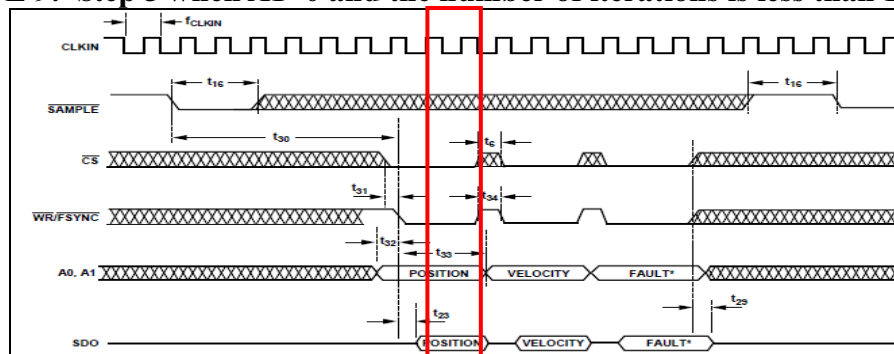 fCLKIN
CLKIN
t16
t16
SAMPLE
t30
t6
CS
t31
t34
WR/FSYNC
t32
t33
A0, A1
POSITION
VELOCITY
FAULT*
t23
t29
SDO
POSITION
VELOCITY
FAULT*